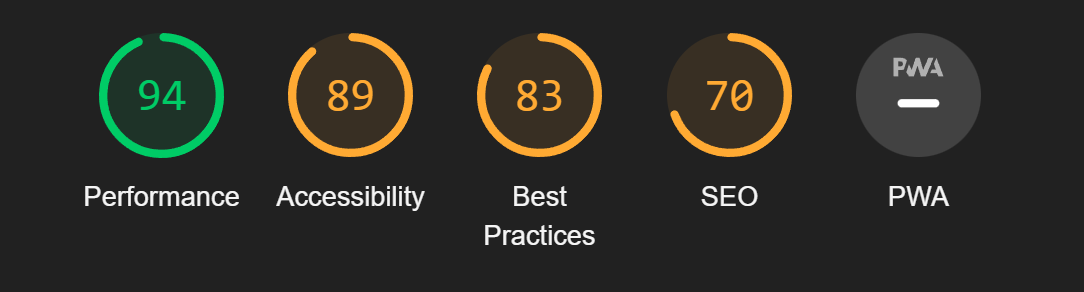 94
89
83
70
PWA
Performance
Accessibility
Best
Practices
SEO
PWA